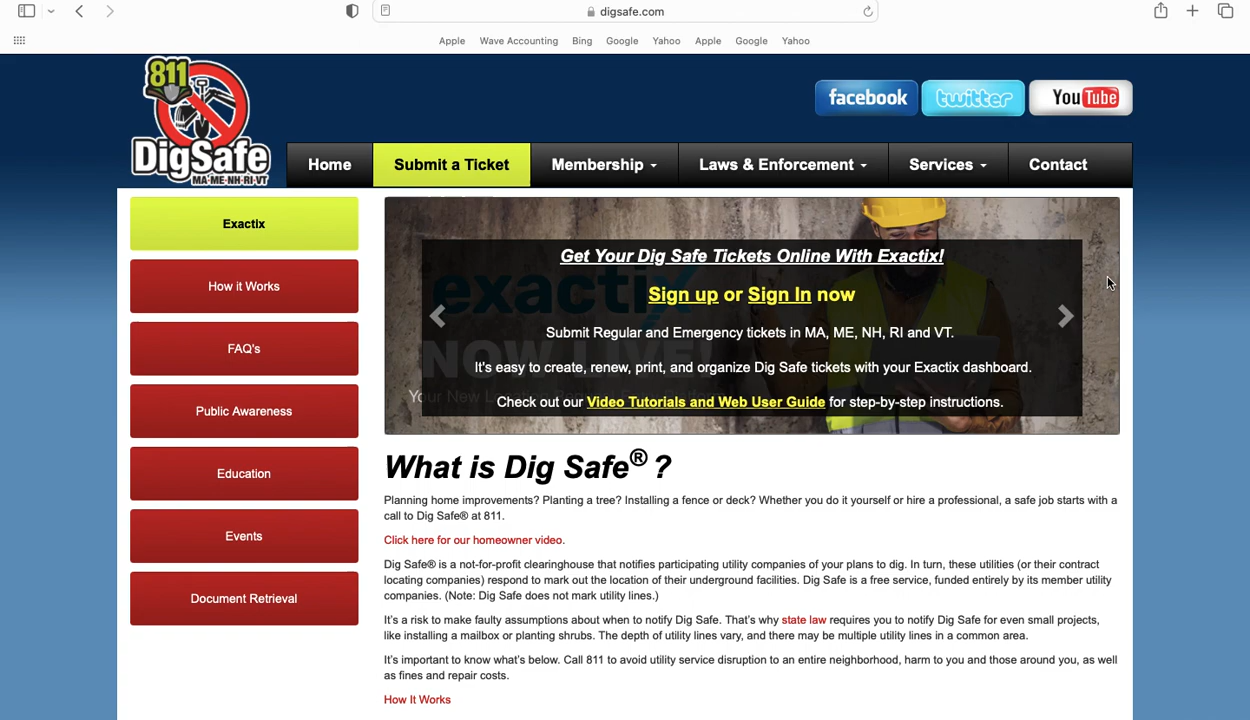 digsafe.com
Apple Wave Accounting Bing Google Yahoo Apple Google Yahoo
811
DigSafe
MA·ME·NH·RI·VT
facebook
twitter
YouTube
Home
Submit a Ticket
Membership
Laws & Enforcement
Services
Contact
Exactix
How it Works
FAQ's
Public Awareness
Education
Events
Document Retrieval
exactix
NOW LIVE!
Get Your Dig Safe Tickets Online With Exactix!
Sign up or Sign In now
Submit Regular and Emergency tickets in MA, ME, NH, RI and VT.
It's easy to create, renew, print, and organize Dig Safe tickets with your Exactix dashboard.
Your New
Check out our Video Tutorials and Web User Guide for step-by-step instructions.
What is Dig Safe® ?
Planning home improvements? Planting a tree? Installing a fence or deck? Whether you do it yourself or hire a professional, a safe job starts with a
call to Dig Safe® at 811.
Click here for our homeowner video.
Dig Safe® is a not-for-profit clearinghouse that notifies participating utility companies of your plans to dig. In turn, these utilities (or their contract
locating companies) respond to mark out the location of their underground facilities. Dig Safe is a free service, funded entirely by its member utility
companies. (Note: Dig Safe does not mark utility lines.)
It's a risk to make faulty assumptions about when to notify Dig Safe. That's why state law requires you to notify Dig Safe for even small projects,
like installing a mailbox or planting shrubs. The depth of utility lines vary, and there may be multiple utility lines in a common area.
It's important to know what's below. Call 811 to avoid utility service disruption to an entire neighborhood, harm to you and those around you, as well
as fines and repair costs.
How It Works